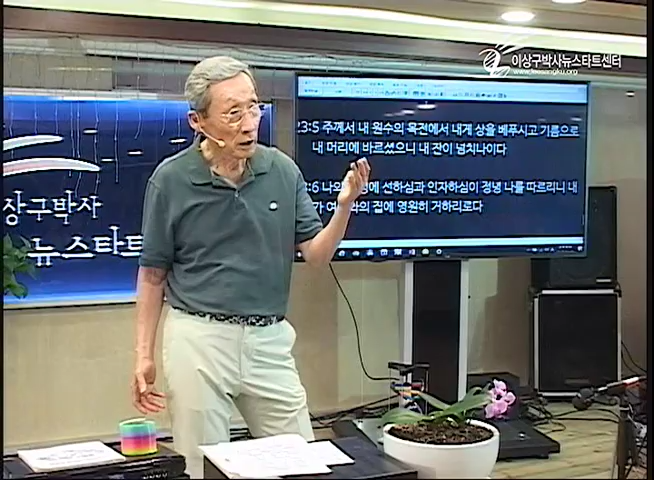 이상구박사뉴스타트센터
www.leesangku.org
23:5 주께서 내 원수의 목전에서 내게 상을 베푸시고 기름으로
내 머리에 바르셨으니 내 잔이 넘치나이다
:6 나의 에 선하심과 인자하심이 정녕 나를 따르리니 내
가 여 와의 집에 영원히 거하리로다
상구박사
뉴스타트